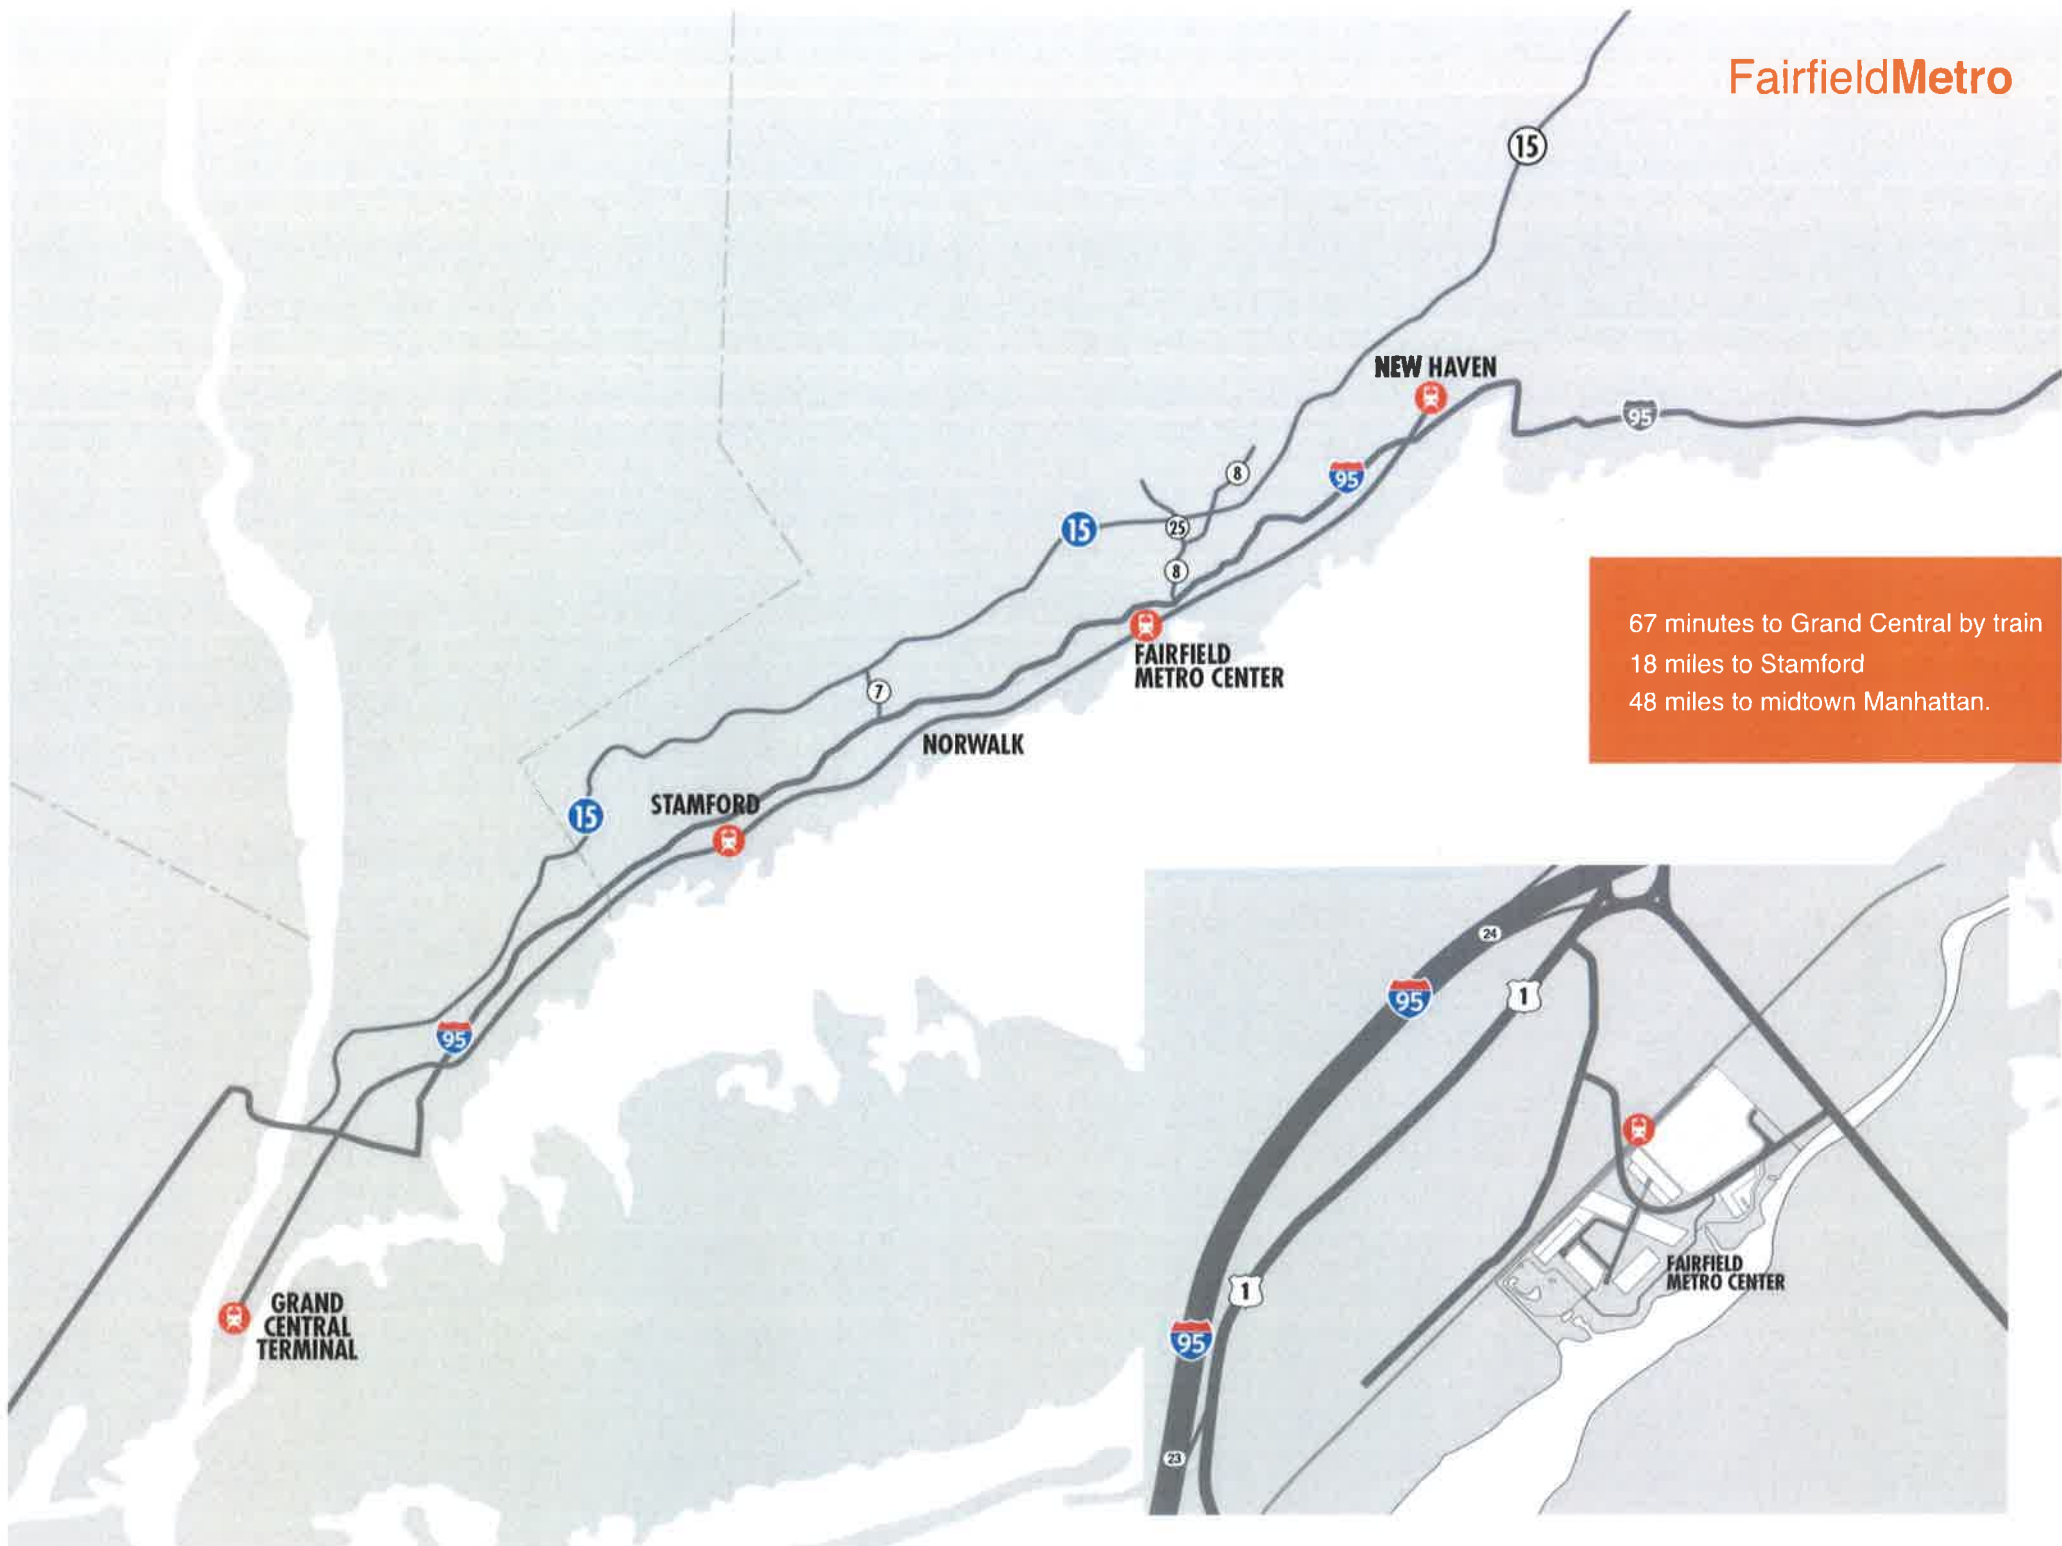 FairfieldMetro
15
NEW HAVEN
95
95
8
25
15
8
67 minutes to Grand Central by train
18 miles to Stamford
48 miles to midtown Manhattan.
FAIRFIELD
METRO CENTER
7
NORWALK
STAMFORD
15
95
GRAND
CENTRAL
TERMINAL
24
95
1
FAIRFIELD
METRO CENTER
1
95
23